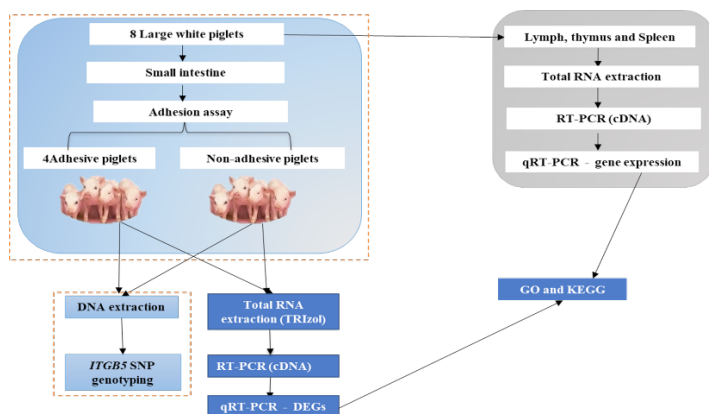 8 Large white piglets
Small intestine
Adhesion assay
4Adhesive piglets
Non-adhesive piglets
Lymph, thymus and Spleen
Total RNA extraction
RT-PCR (cDNA)
qRT-PCR - gene expression
DNA extraction
ITGB5 SNP
genotyping
Total RNA
extraction (TRIzol)
RT-PCR (cDNA)
qRT-PCR - DEGs
GO and KEGG